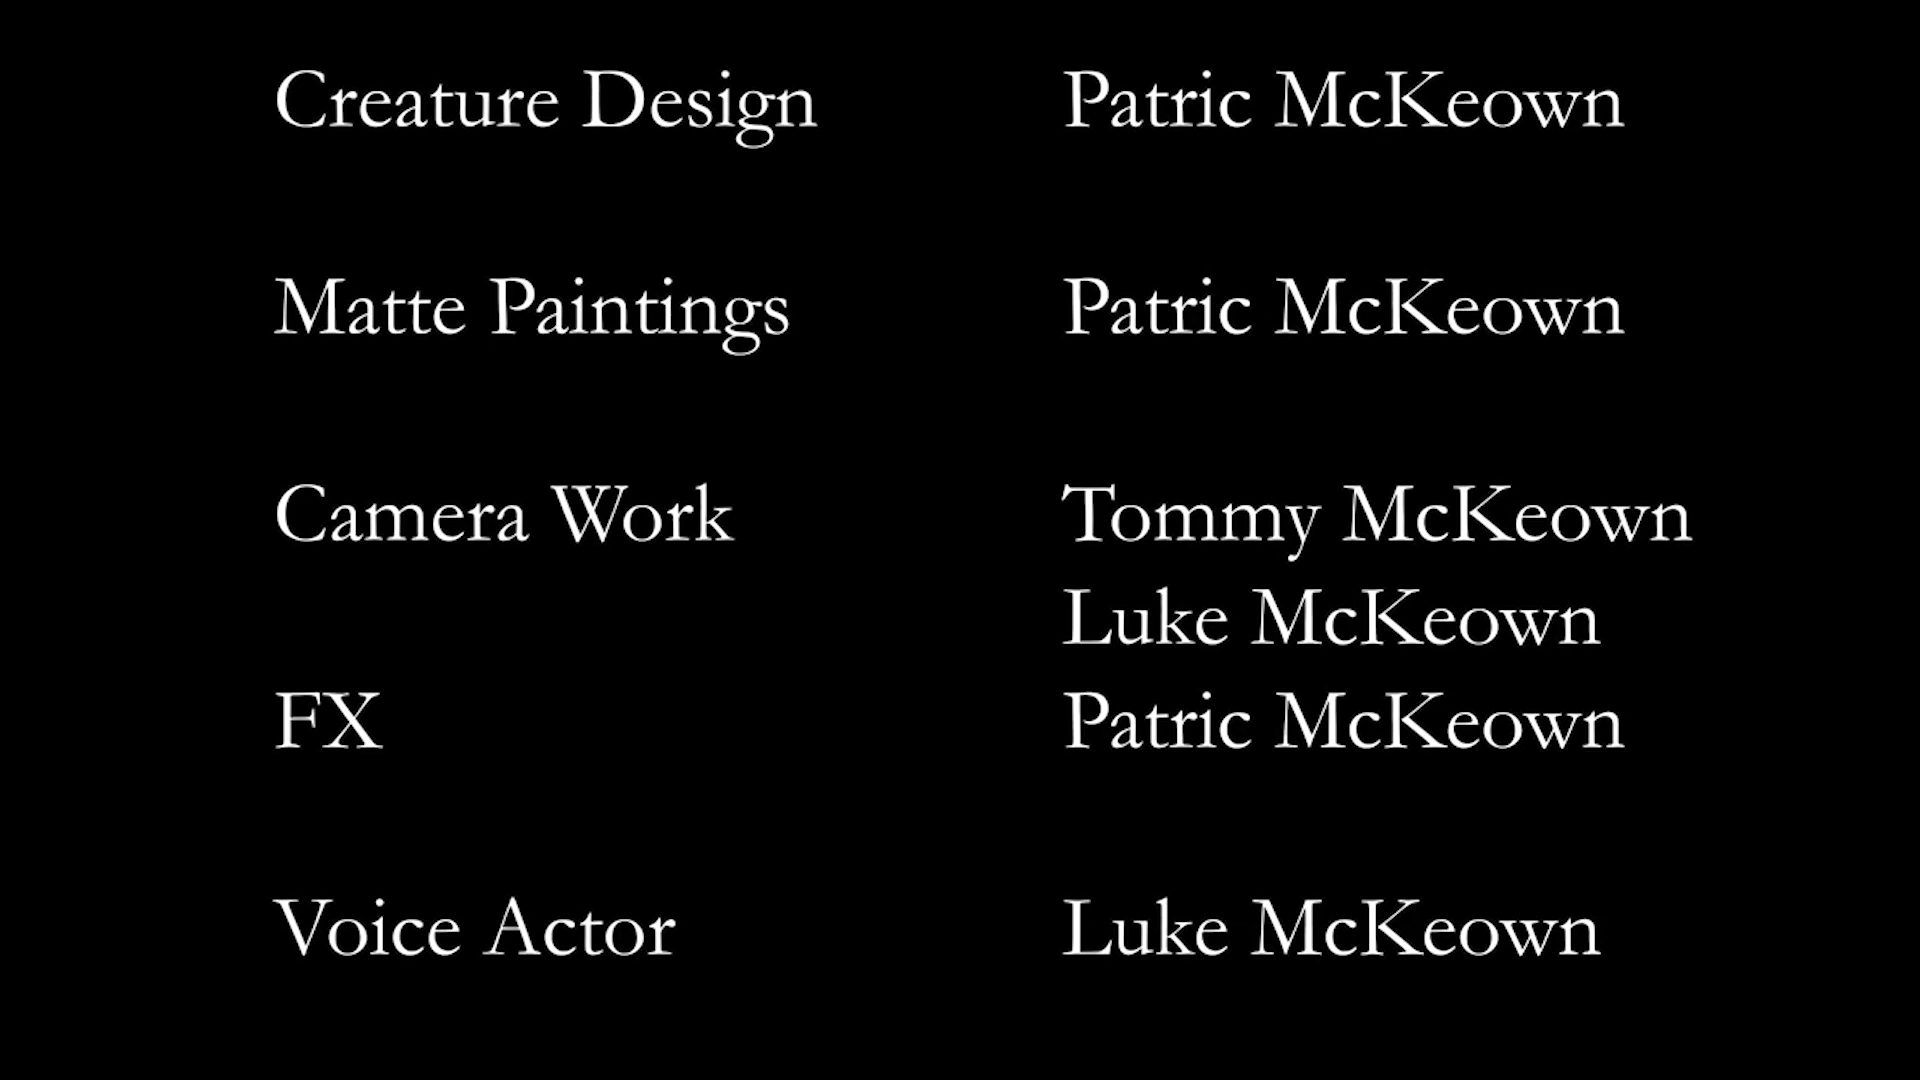 Creature Design Patric McKeown
Matte Paintings Patric McKeown
Camera Work Tommy McKeown
Luke McKeown
FX Patric McKeown
Voice Actor Luke McKeown